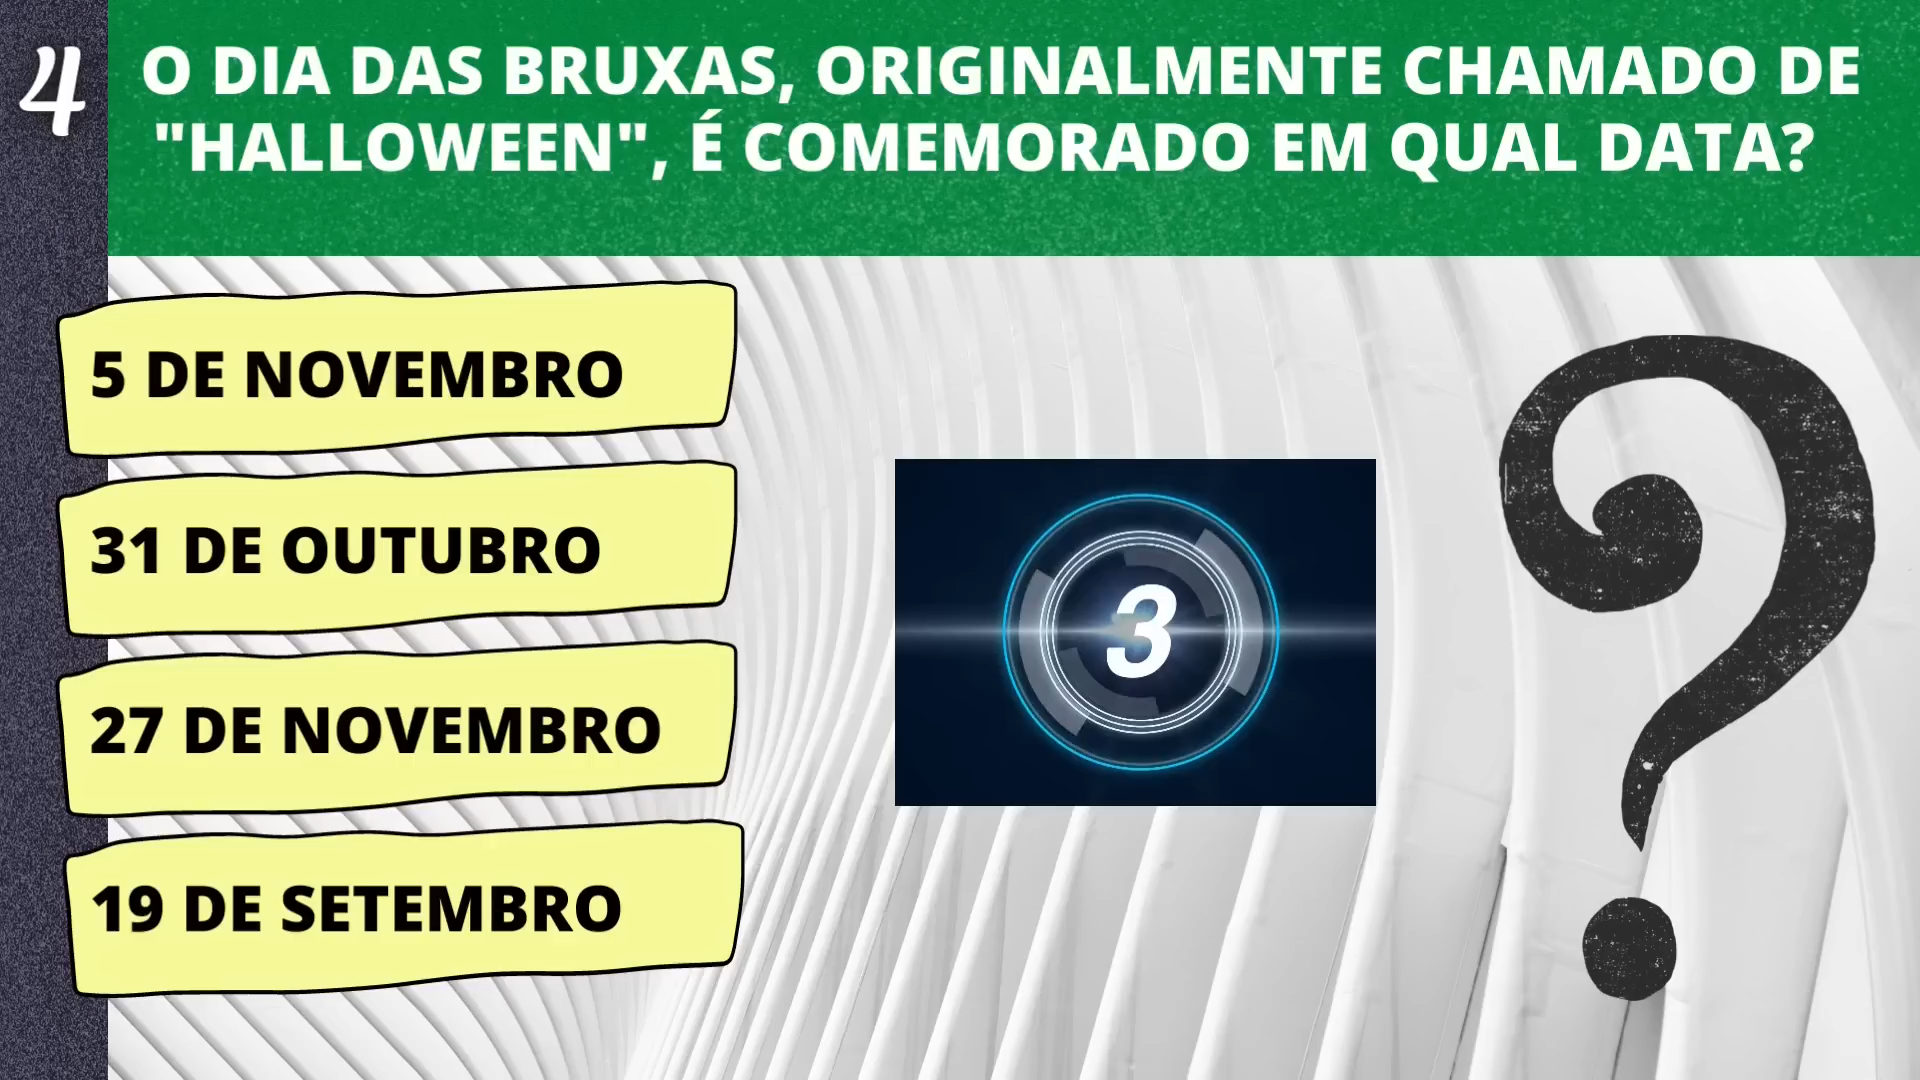 4
O DIA DAS BRUXAS, ORIGINALMENTE CHAMADO DE
"HALLOWEEN", É COMEMORADO EM QUAL DATA?
5 DE NOVEMBRO
31 DE OUTUBRO
27 DE NOVEMBRO
19 DE SETEMBRO
3
?